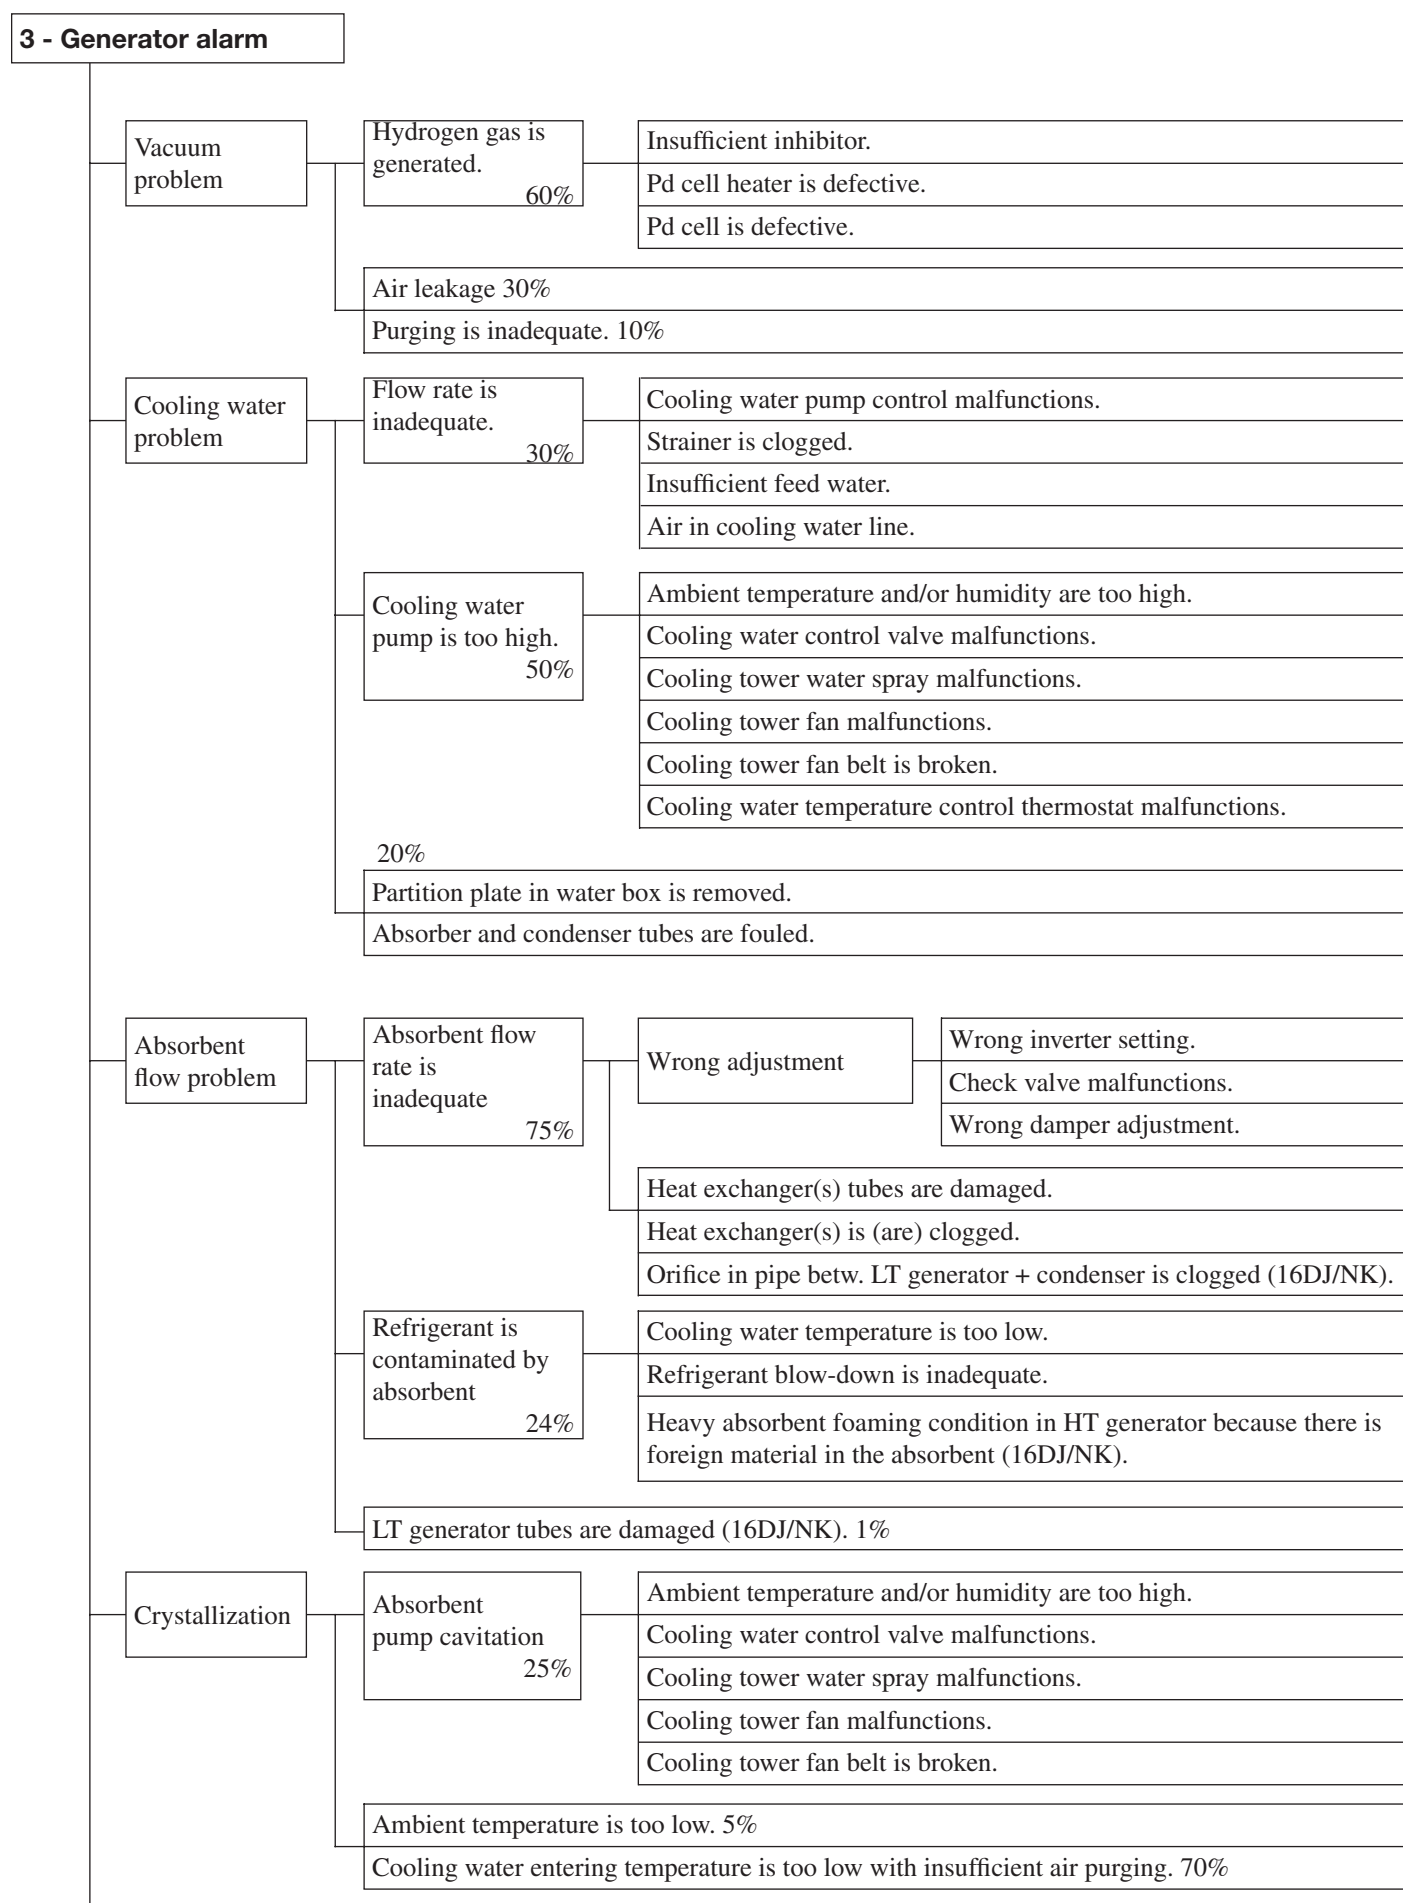 3 - Generator alarm
Vacuum
problem
Hydrogen gas is
generated.
60%
Insufficient inhibitor.
Pd cell heater is defective.
Pd cell is defective.
Air leakage 30%
Purging is inadequate. 10%
Cooling water
problem
Flow rate is
inadequate.
30%
Cooling water pump control malfunctions.
Strainer is clogged.
Insufficient feed water.
Air in cooling water line.
Cooling water
pump is too high.
50%
Ambient temperature and/or humidity are too high.
Cooling water control valve malfunctions.
Cooling tower water spray malfunctions.
Cooling tower fan malfunctions.
Cooling tower fan belt is broken.
Cooling water temperature control thermostat malfunctions.
20%
Partition plate in water box is removed.
Absorber and condenser tubes are fouled.
Absorbent
flow problem
Absorbent flow
rate is
inadequate
75%
Wrong adjustment
Wrong inverter setting.
Check valve malfunctions.
Wrong damper adjustment.
Heat exchanger(s) tubes are damaged.
Heat exchanger(s) is (are) clogged.
Orifice in pipe betw. LT generator + condenser is clogged (16DJ/NK).
Refrigerant is
contaminated by
absorbent
24%
Cooling water temperature is too low.
Refrigerant blow-down is inadequate.
Heavy absorbent foaming condition in HT generator because there is
foreign material in the absorbent (16DJ/NK).
LT generator tubes are damaged (16DJ/NK). 1%
Crystallization
Absorbent
pump cavitation
25%
Ambient temperature and/or humidity are too high.
Cooling water control valve malfunctions.
Cooling tower water spray malfunctions.
Cooling tower fan malfunctions.
Cooling tower fan belt is broken.
Ambient temperature is too low. 5%
Cooling water entering temperature is too low with insufficient air purging. 70%